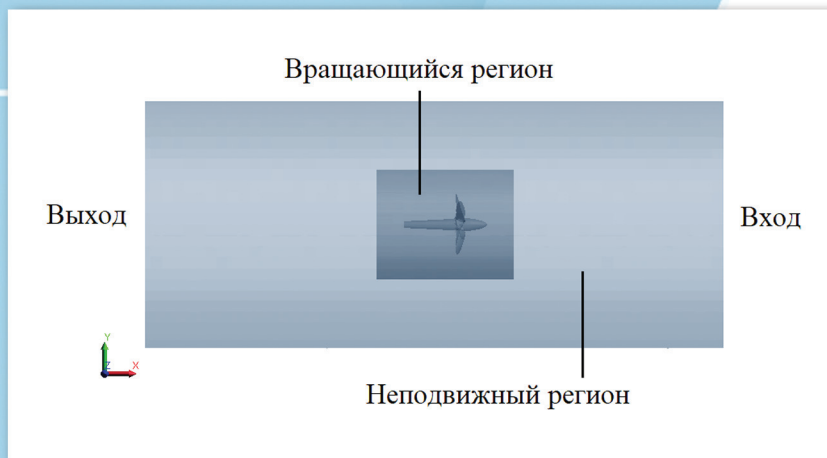 Вращающийся регион
Выход
Вход
Y
Z
X
Неподвижный регион